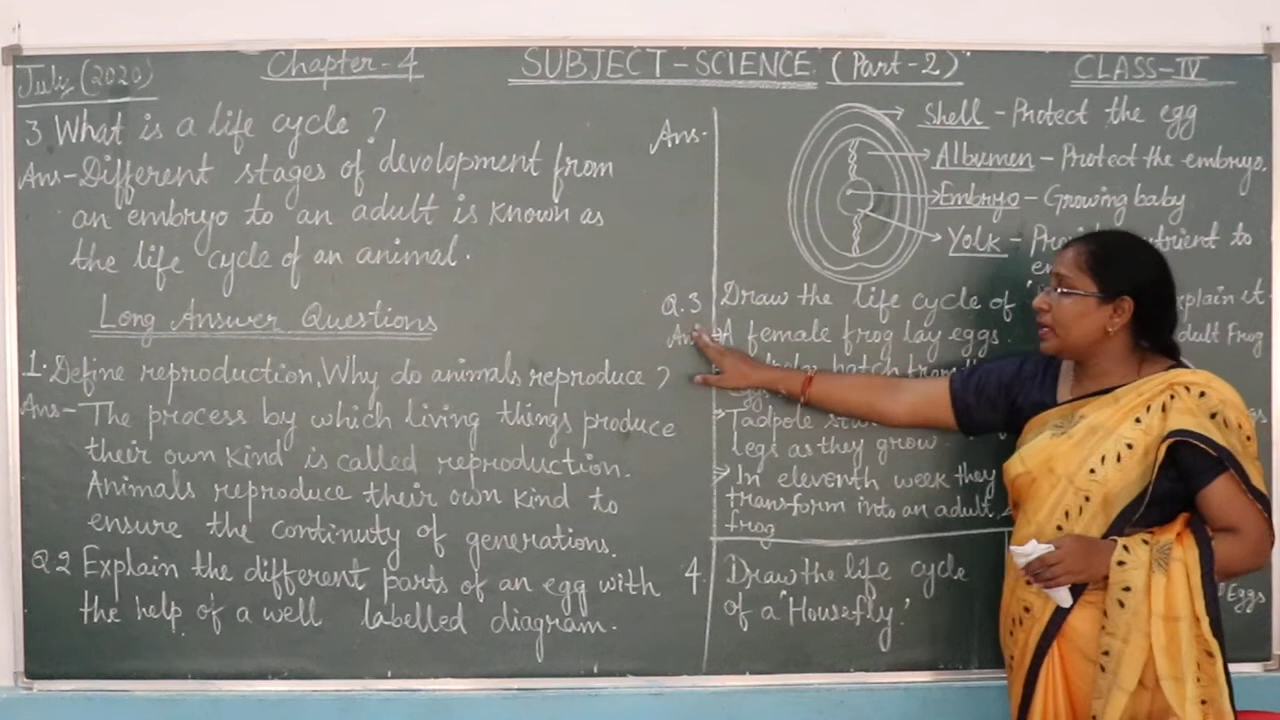 July (2020) Chapter-4 SUBJECT-SCIENCE (Part-2) CLASS-IV
3 What is a life cycle ?
Ans- Different stages of devolopment from
an embryo to an adult is known as
the life cycle of an animal.
Long Answer Questions
1. Define reproduction. Why do animals reproduce ?
Ans- The process by which living things produce
their own kind is called reproduction.
Animals reproduce their own kind to
ensure the continuity of generations.
Q2 Explain the different parts of an egg with
the help of a well labelled diagram.
Ans-
Shell - Protect the egg
Albumen - Protect the embryo.
Embryo - Growing baby
Yolk - nutrient to
Q.3 Draw the life cycle of explain it.
Ans A female frog lay eggs. Frog
hatch from
Tadpole
legs as they grow
In eleventh week they
transform into an adult
frog
4. Draw the life cycle
of a "Housefly".
Eggs